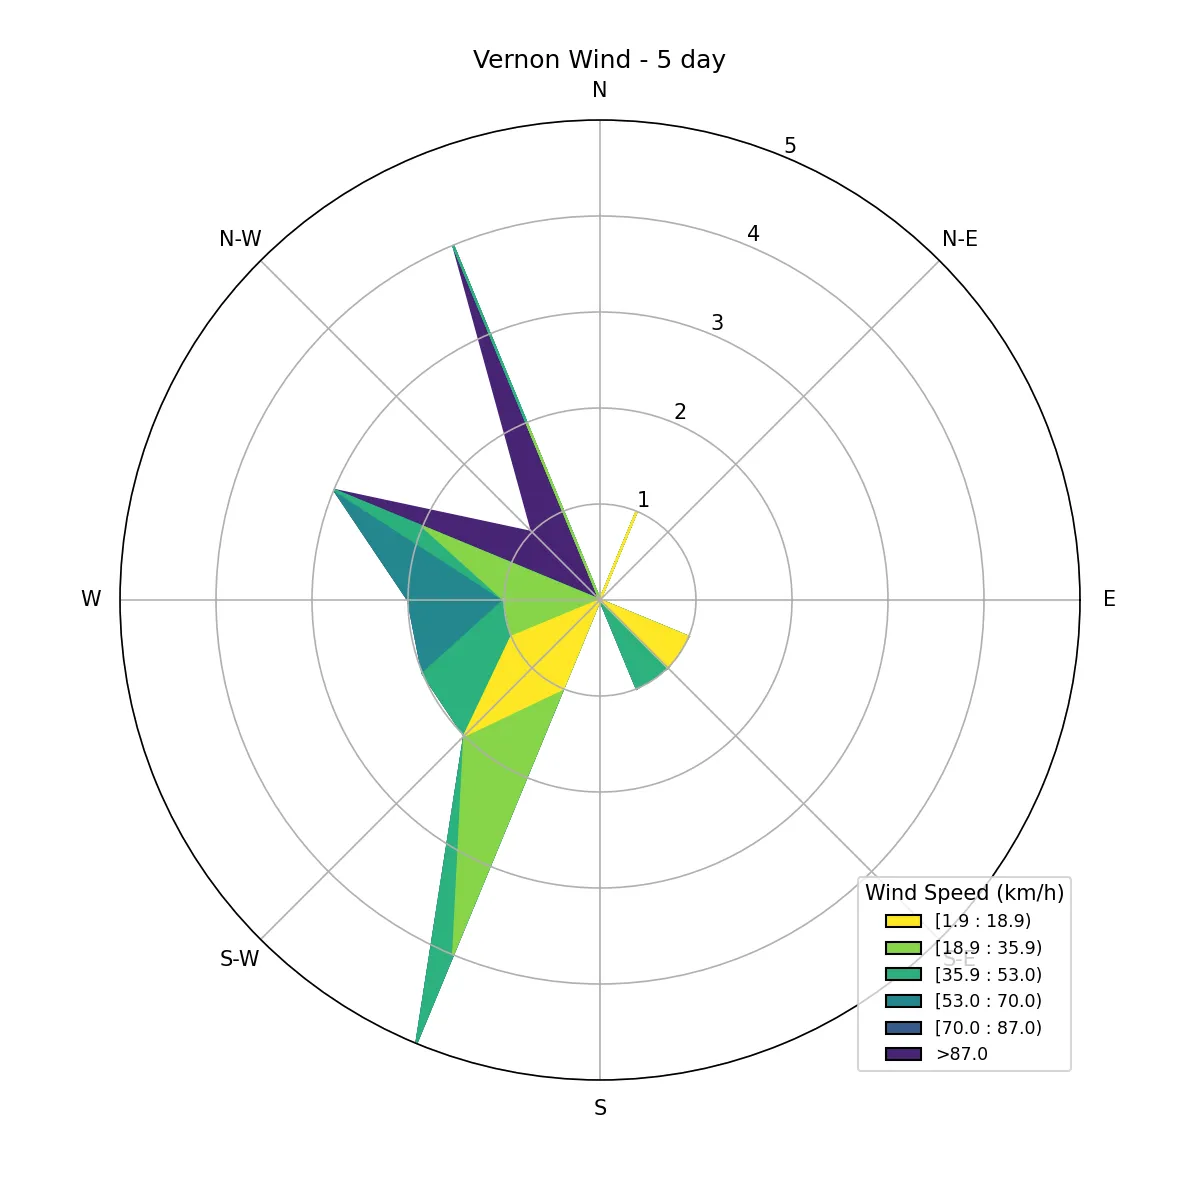 Vernon Wind - 5 day
N
5
N-W
N-E
4
3
2
1
W
E
S-W
S-E
S
Wind Speed (km/h)
[1.9 : 18.9)
[18.9 : 35.9)
[35.9 : 53.0)
[53.0 : 70.0)
[70.0 : 87.0)
>87.0